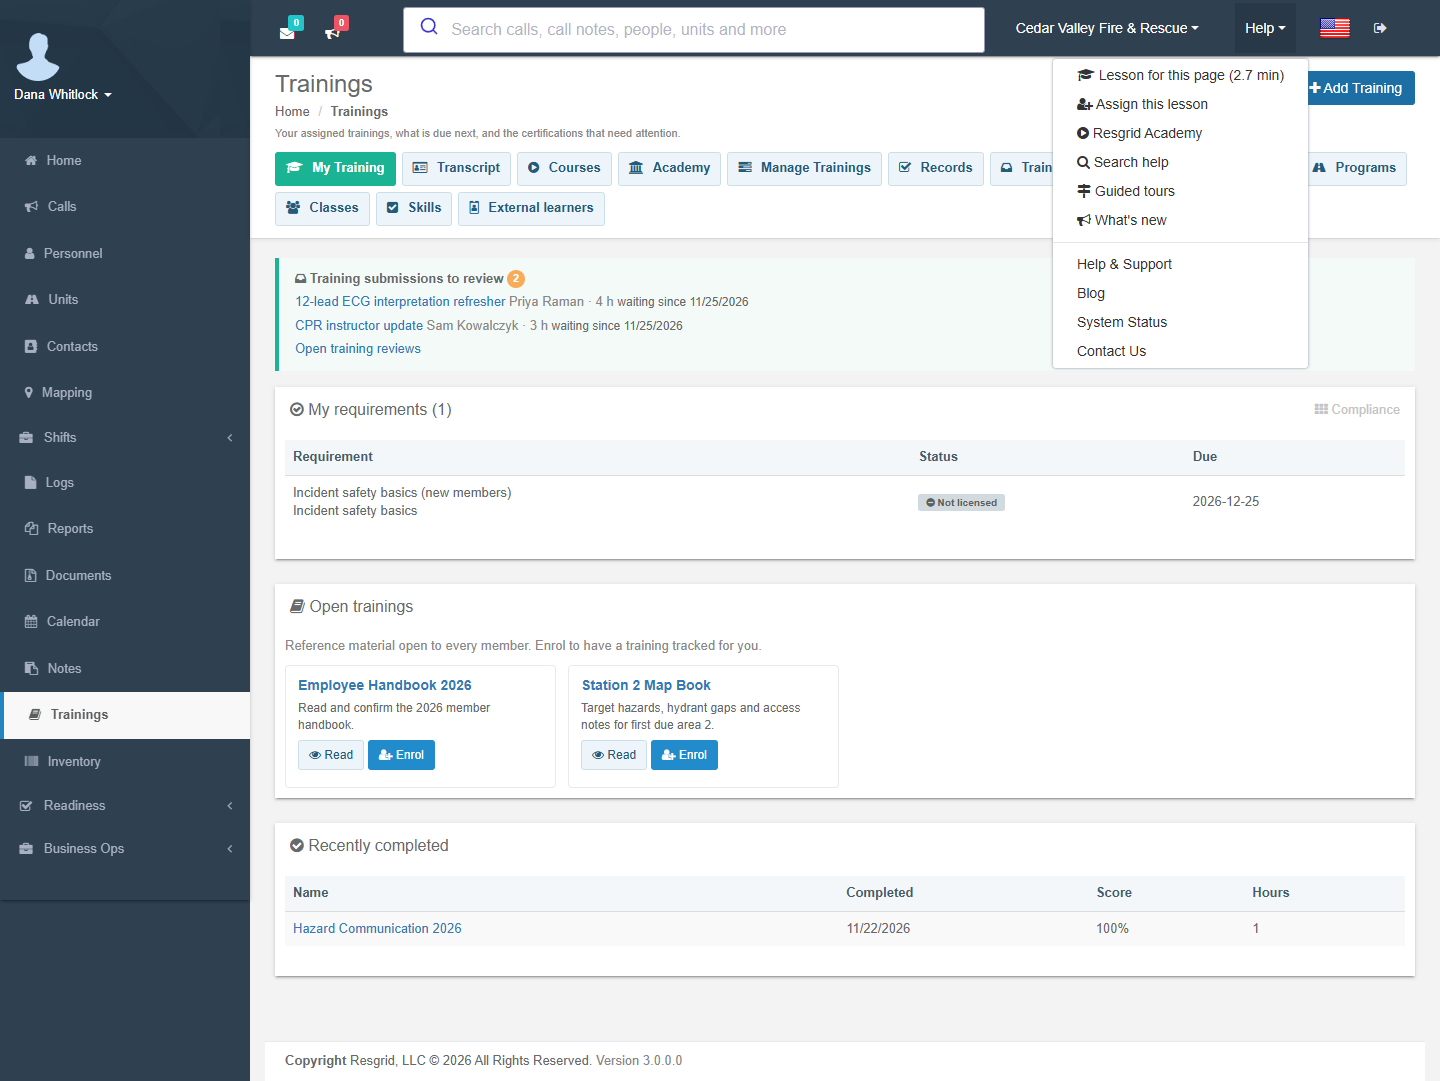 Dana Whitlock
0
0
Search calls, call notes, people, units and more
Cedar Valley Fire & Rescue
Help
Home
Calls
Personnel
Units
Contacts
Mapping
Shifts
Logs
Reports
Documents
Calendar
Notes
Trainings
Inventory
Readiness
Business Ops
Trainings
Home / Trainings
Your assigned trainings, what is due next, and the certifications that need attention.
Add Training
Lesson for this page (2.7 min)
Assign this lesson
Resgrid Academy
Search help
Guided tours
What's new
Help & Support
Blog
System Status
Contact Us
My Training
Transcript
Courses
Academy
Manage Trainings
Records
Train
Programs
Classes
Skills
External learners
Training submissions to review 2
12-lead ECG interpretation refresher Priya Raman · 4 h waiting since 11/25/2026
CPR instructor update Sam Kowalczyk · 3 h waiting since 11/25/2026
Open training reviews
My requirements (1)
Compliance
Requirement Status Due
Incident safety basics (new members)
Incident safety basics
Not licensed
2026-12-25
Open trainings
Reference material open to every member. Enrol to have a training tracked for you.
Employee Handbook 2026
Read and confirm the 2026 member
handbook.
Read Enrol
Station 2 Map Book
Target hazards, hydrant gaps and access
notes for first due area 2.
Read Enrol
Recently completed
Name Completed Score Hours
Hazard Communication 2026 11/22/2026 100% 1
Copyright Resgrid, LLC © 2026 All Rights Reserved. Version 3.0.0.0